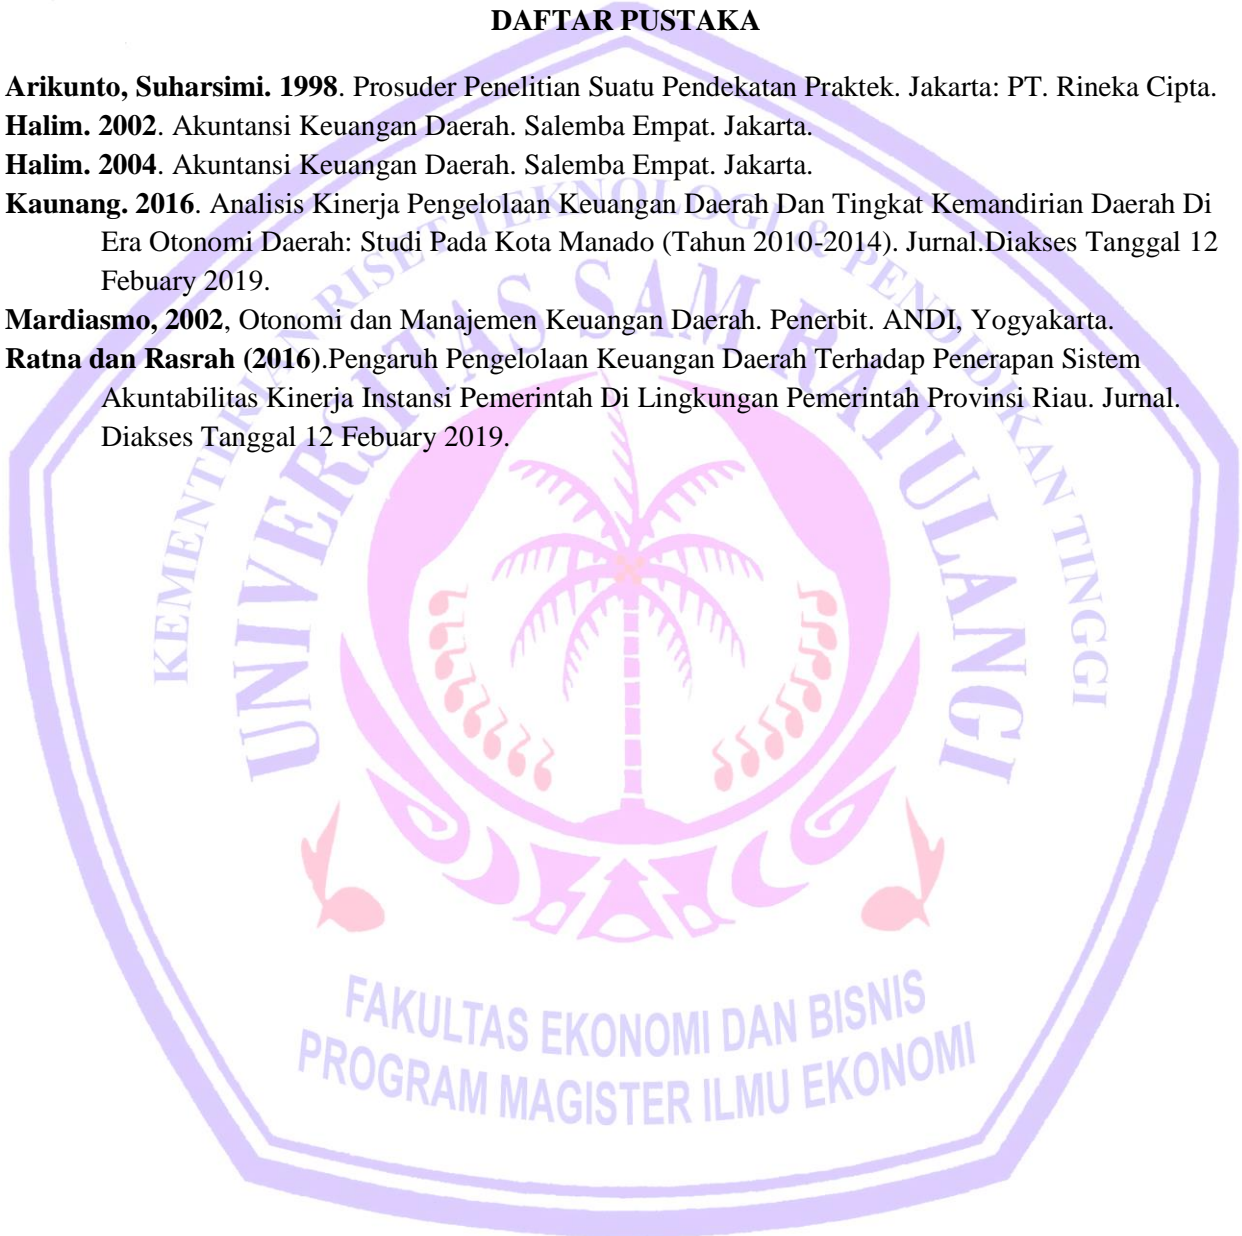 DAFTAR PUSTAKA
Arikunto, Suharsimi. 1998. Prosuder Penelitian Suatu Pendekatan Praktek. Jakarta: PT. Rineka Cipta.
Halim. 2002. Akuntansi Keuangan Daerah. Salemba Empat. Jakarta.
Halim. 2004. Akuntansi Keuangan Daerah. Salemba Empat. Jakarta.
Kaunang. 2016. Analisis Kinerja Pengelolaan Keuangan Daerah Dan Tingkat Kemandirian Daerah Di
Era Otonomi Daerah: Studi Pada Kota Manado (Tahun 2010-2014). Jurnal.Diakses Tanggal 12
Febuary 2019.
Mardiasmo, 2002, Otonomi dan Manajemen Keuangan Daerah. Penerbit. ANDI, Yogyakarta.
Ratna dan Rasrah (2016).Pengaruh Pengelolaan Keuangan Daerah Terhadap Penerapan Sistem
Akuntabilitas Kinerja Instansi Pemerintah Di Lingkungan Pemerintah Provinsi Riau. Jurnal.
Diakses Tanggal 12 Febuary 2019.
KEMENTERIAN RISET TEKNOLOGI & PENDIDIKAN TINGGI
UNIVERSITAS SAM RATULANGI
FAKULTAS EKONOMI DAN BISNIS
PROGRAM MAGISTER ILMU EKONOMI